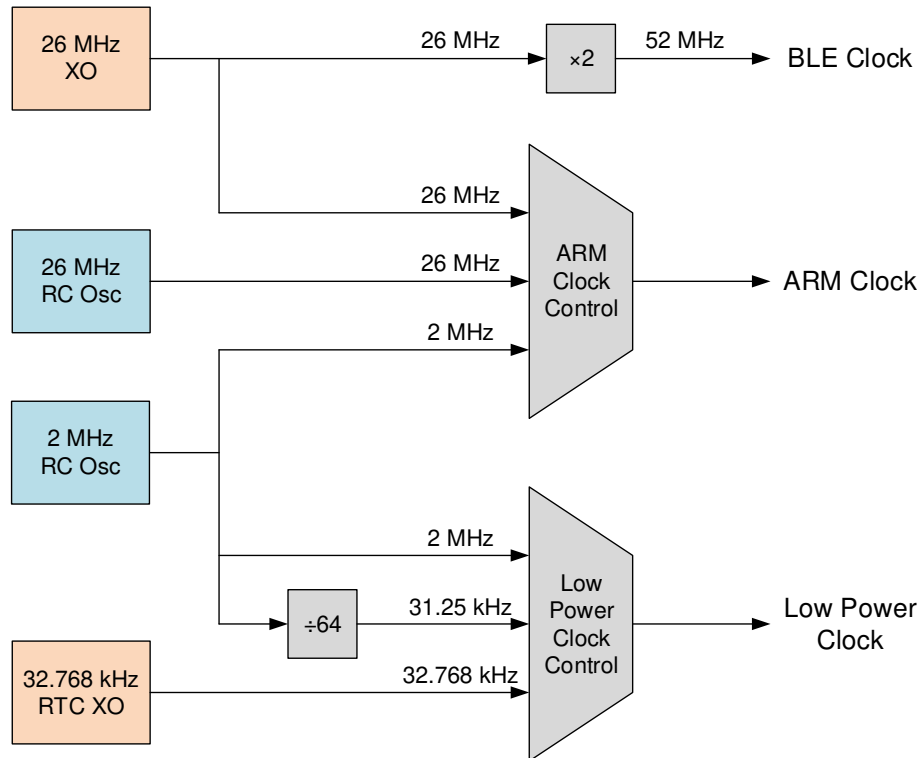 26 MHz
XO
26 MHz
×2
52 MHz
BLE Clock
26 MHz
26 MHz
RC Osc
26 MHz
ARM
Clock
Control
ARM Clock
2 MHz
2 MHz
RC Osc
2 MHz
Low
Power
Clock
Control
÷64
31.25 kHz
Low Power
Clock
32.768 kHz
RTC XO
32.768 kHz